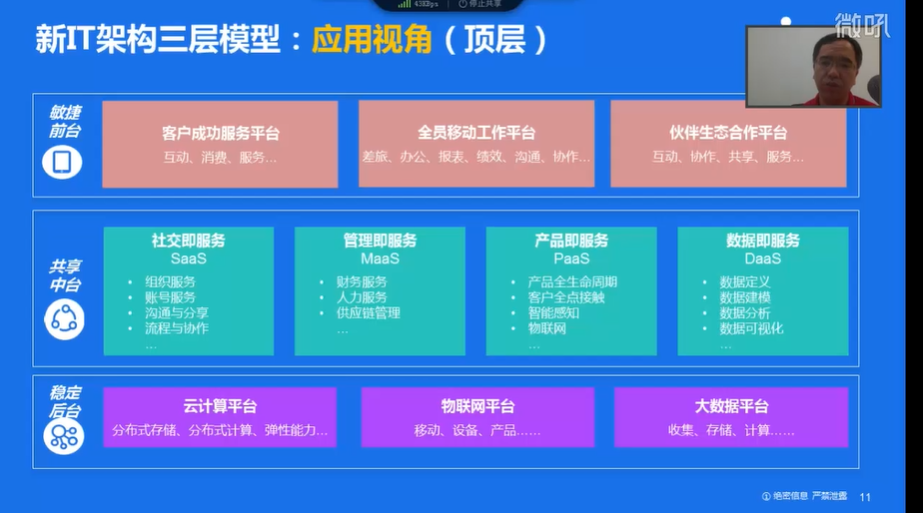 停止共享
微吼
新IT架构三层模型：应用视角（顶层）
敏捷
前台
客户成功服务平台
互动、消费、服务...
全员移动工作平台
差旅、办公、报表、绩效、沟通、协作...
伙伴生态合作平台
互动、协作、共享、服务...
共享
中台
社交即服务
SaaS
• 组织服务
• 账号服务
• 沟通与分享
• 流程与协作
...
管理即服务
MaaS
• 财务服务
• 人力服务
• 供应链管理
...
产品即服务
PaaS
• 产品全生命周期
• 客户全点接触
• 智能感知
• 物联网
...
数据即服务
DaaS
• 数据定义
• 数据建模
• 数据分析
• 数据可视化
...
稳定
后台
云计算平台
分布式存储、分布式计算、弹性能力...
物联网平台
移动、设备、产品……
大数据平台
收集、存储、计算……
① 绝密信息 严禁泄露 11